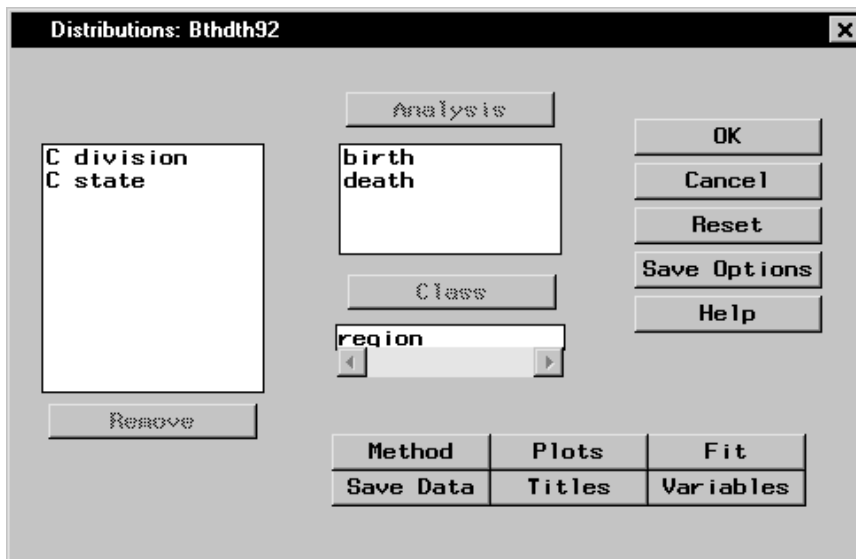 Distributions: Bthdth92
Analysis
C division
C state
birth
death
OK
Cancel
Reset
Save Options
Help
Class
region
Remove
Method
Plots
Fit
Save Data
Titles
Variables